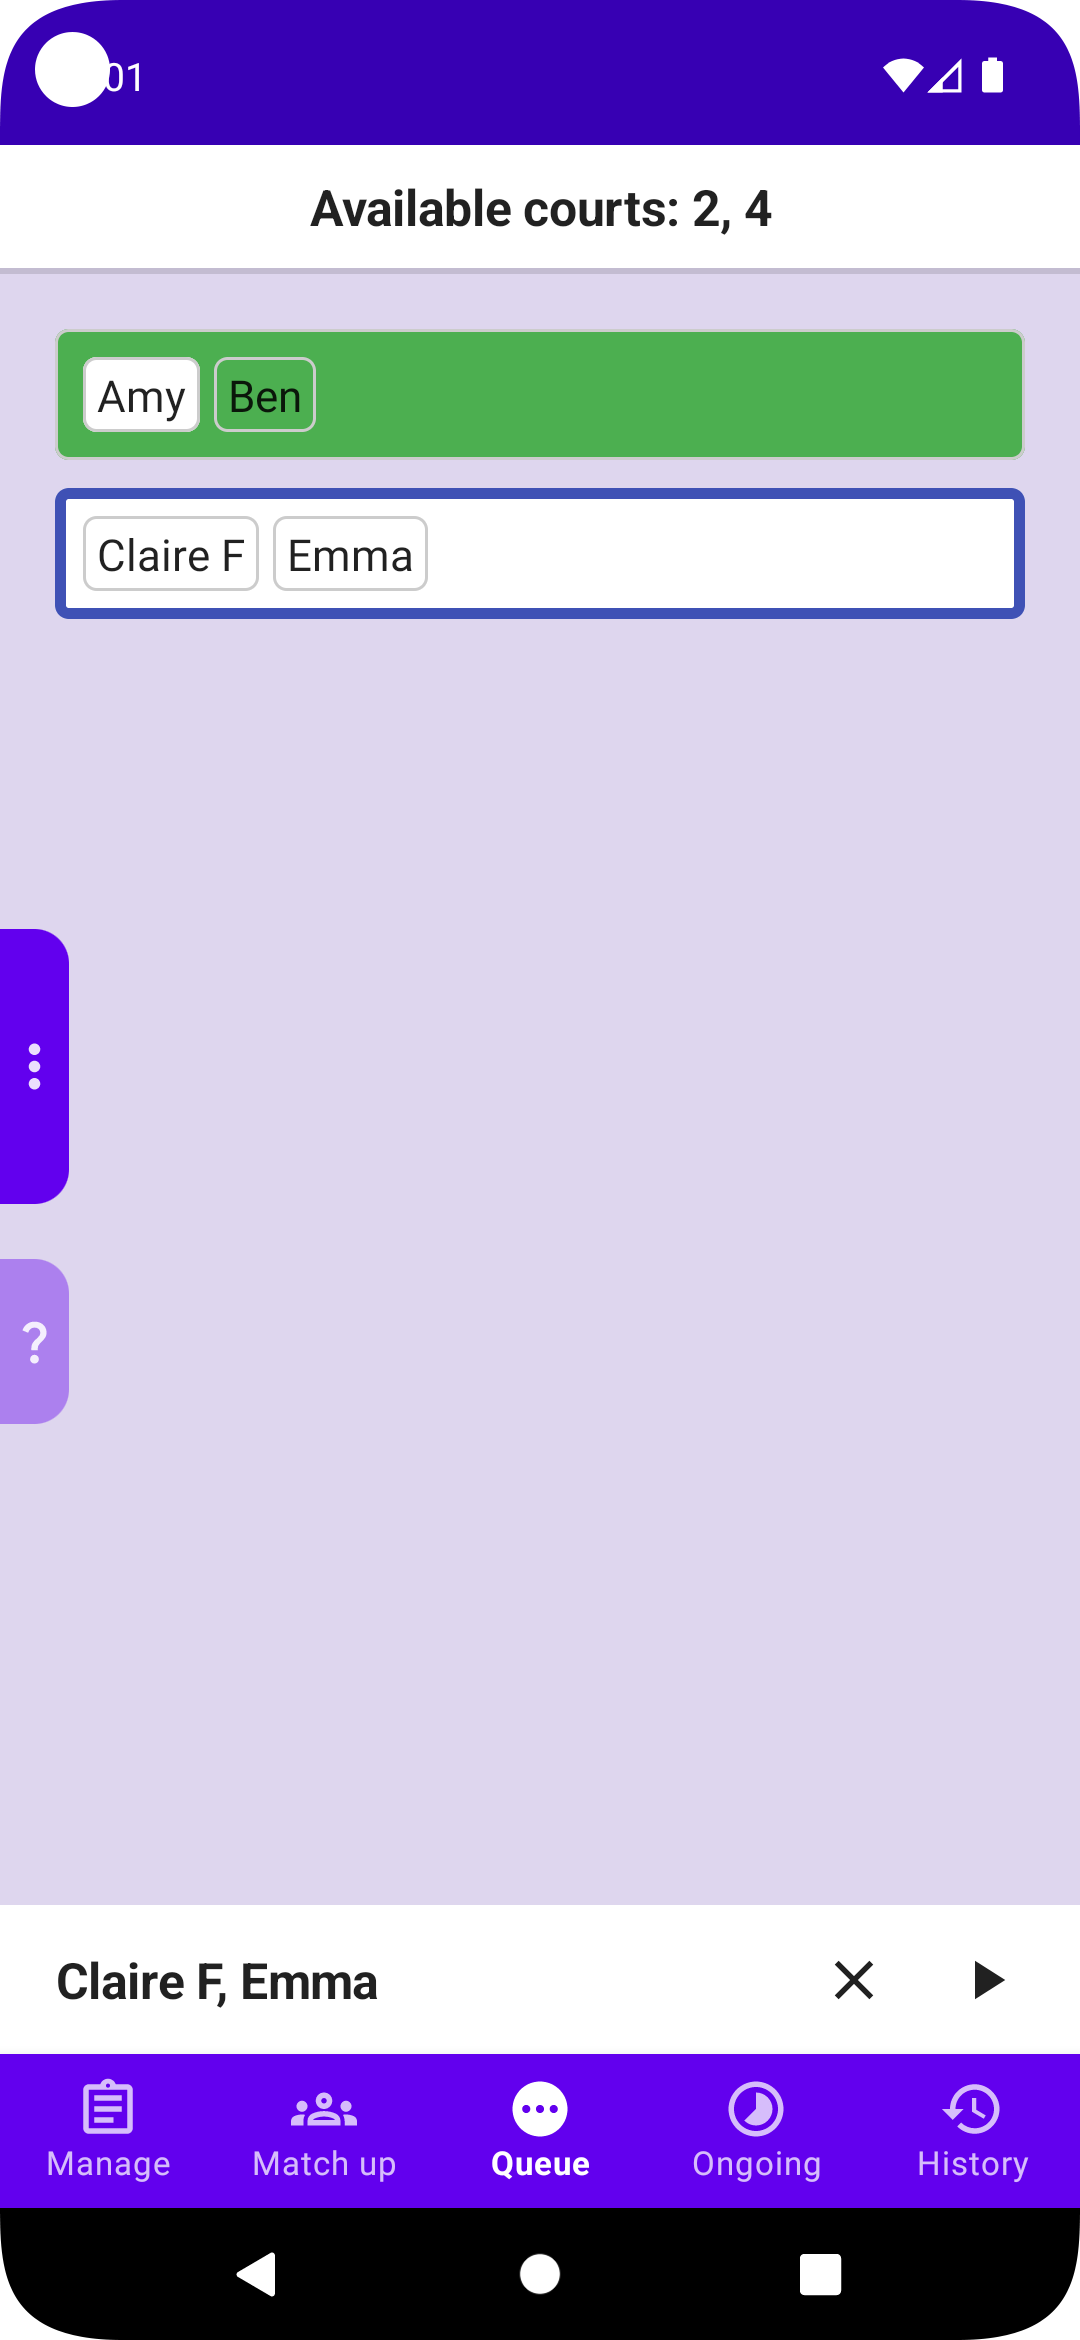 01
Available courts: 2, 4
Amy Ben
Claire F Emma
?
Claire F, Emma
Manage Match up Queue Ongoing History